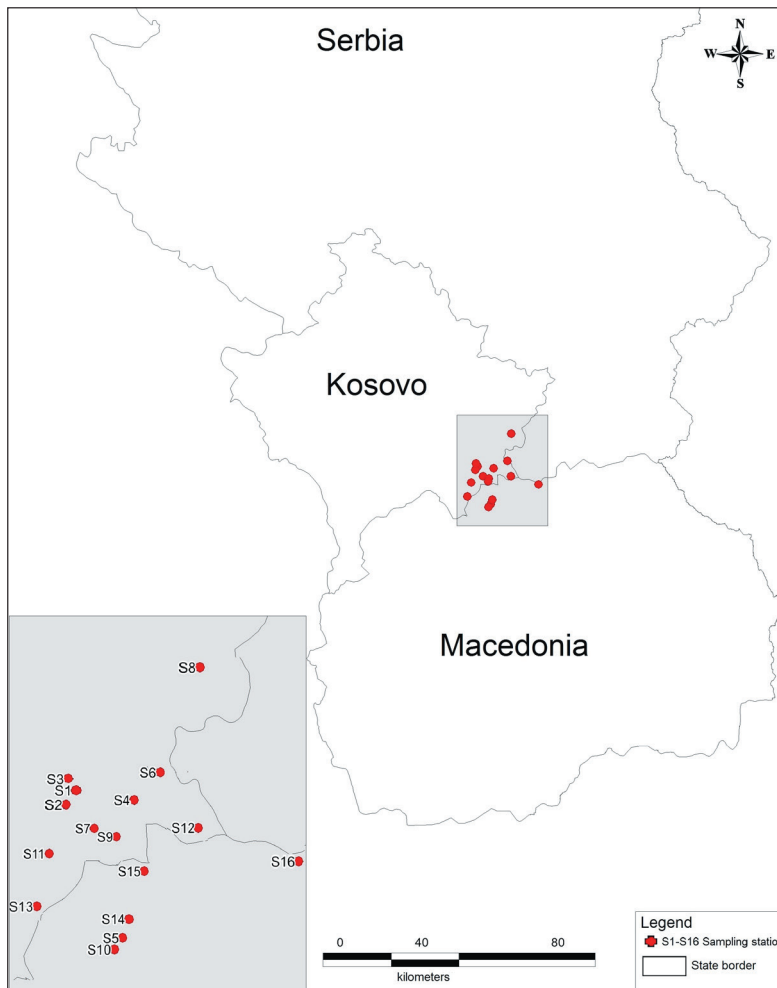 Serbia
N
W E
S
Kosovo
Macedonia
S8
S6
S3
S1
S4
S2
S7
S12
S9
S11
S16
S15
S13
S14
S5
S10
0 40 80
kilometers
Legend
S1-S16 Sampling station
State border